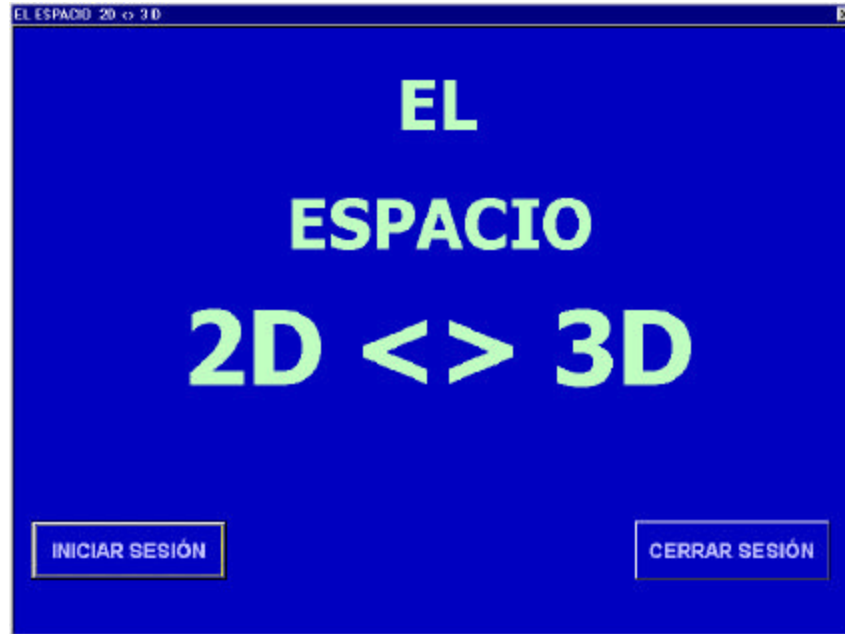 EL ESPACIO 2D <> 3D
EL
ESPACIO
2D <> 3D
INICIAR SESIÓN
CERRAR SESIÓN